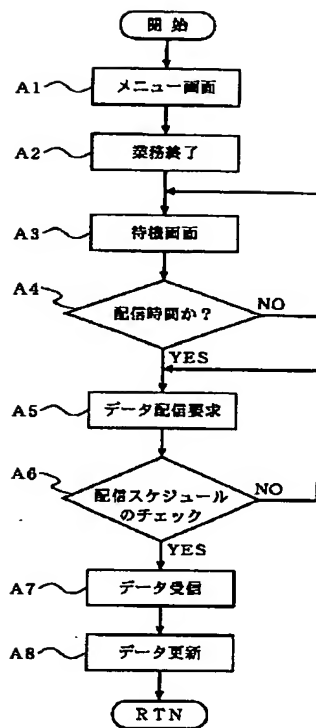 開始
A1
メニュー画面
A2
業務終了
A3
待機画面
A4
配信時間か?
NO
YES
A5
データ配信要求
A6
配信スケジュール
のチェック
NO
YES
A7
データ受信
A8
データ更新
RTN